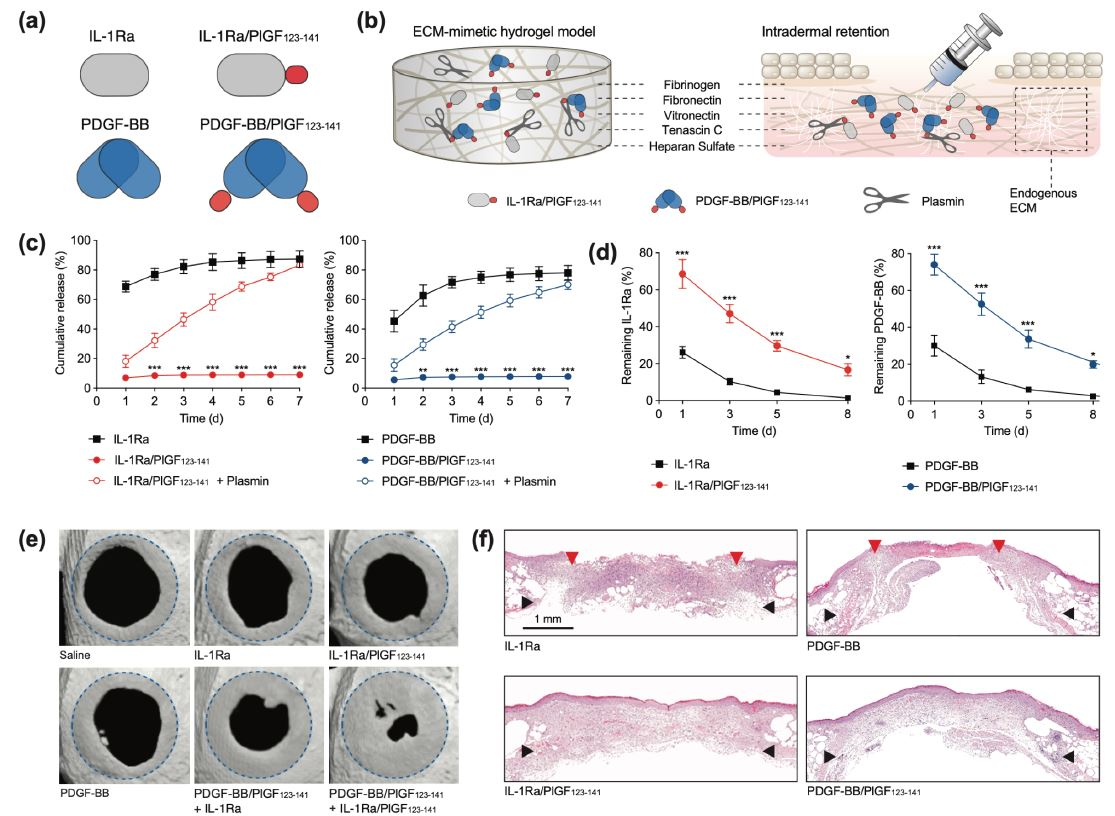 (a)
IL-1Ra
IL-1Ra/PlGF123-141
PDGF-BB
PDGF-BB/PlGF123-141
(b)
ECM-mimetic hydrogel model
Intradermal retention
Fibrinogen
Fibronectin
Vitronectin
Tenascin C
Heparan Sulfate
IL-1Ra/PlGF123-141
PDGF-BB/PlGF123-141
Plasmin
Endogenous
ECM
(c)
Cumulative release (%)
100
80
60
40
20
0
*** *** *** *** *** ***
0 1 2 3 4 5 6 7
Time (d)
IL-1Ra
IL-1Ra/PlGF123-141
IL-1Ra/PlGF123-141 + Plasmin
Cumulative release (%)
100
80
60
40
20
0
** *** *** *** *** ***
0 1 2 3 4 5 6 7
Time (d)
PDGF-BB
PDGF-BB/PlGF123-141
PDGF-BB/PlGF123-141 + Plasmin
(d)
Remaining IL-1Ra (%)
80
60
40
20
0
***
***
***
*
0 1 3 5 8
Time (d)
IL-1Ra
IL-1Ra/PlGF123-141
Remaining PDGF-BB (%)
80
60
40
20
0
***
***
***
*
0 1 3 5 8
Time (d)
PDGF-BB
PDGF-BB/PlGF123-141
(e)
Saline
IL-1Ra
IL-1Ra/PlGF123-141
PDGF-BB
PDGF-BB/PlGF123-141
+ IL-1Ra
PDGF-BB/PlGF123-141
+ IL-1Ra/PlGF123-141
(f)
1 mm
IL-1Ra
PDGF-BB
IL-1Ra/PlGF123-141
PDGF-BB/PlGF123-141